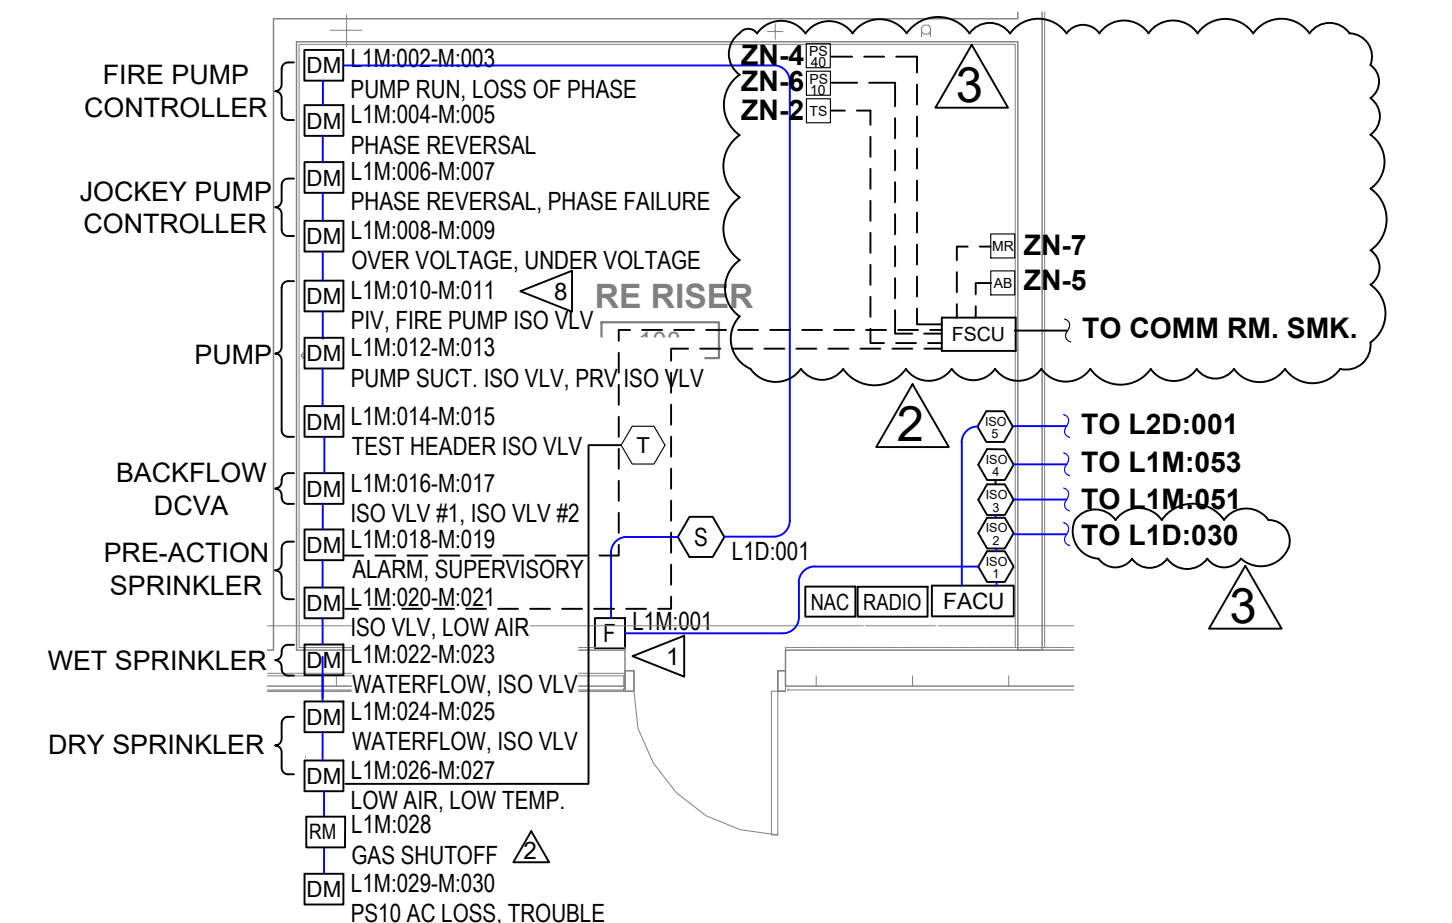 FIRE PUMP
CONTROLLER
DM
L1M:002-M:003
PUMP RUN, LOSS OF PHASE
DM
L1M:004-M:005
PHASE REVERSAL
JOCKEY PUMP
CONTROLLER
DM
L1M:006-M:007
PHASE REVERSAL, PHASE FAILURE
DM
L1M:008-M:009
OVER VOLTAGE, UNDER VOLTAGE
PUMP
DM
L1M:010-M:011
8
PIV, FIRE PUMP ISO VLV
DM
L1M:012-M:013
PUMP SUCT. ISO VLV, PRV ISO VLV
DM
L1M:014-M:015
TEST HEADER ISO VLV
BACKFLOW
DCVA
DM
L1M:016-M:017
ISO VLV #1, ISO VLV #2
PRE-ACTION
SPRINKLER
DM
L1M:018-M:019
ALARM, SUPERVISORY
DM
L1M:020-M:021
ISO VLV, LOW AIR
WET SPRINKLER
DM
L1M:022-M:023
WATERFLOW, ISO VLV
DRY SPRINKLER
DM
L1M:024-M:025
WATERFLOW, ISO VLV
DM
L1M:026-M:027
LOW AIR, LOW TEMP.
RM
L1M:028
GAS SHUTOFF
2
DM
L1M:029-M:030
PS10 AC LOSS, TROUBLE
RE RISER
T
S
L1D:001
F
L1M:001
1
ZN-4
PS
40
ZN-6
PS
10
ZN-2
TS
3
MR
ZN-7
AB
ZN-5
FSCU
TO COMM RM. SMK.
2
ISO
5
TO L2D:001
ISO
4
TO L1M:053
ISO
3
TO L1M:051
ISO
2
TO L1D:030
ISO
1
NAC
RADIO
FACU
3